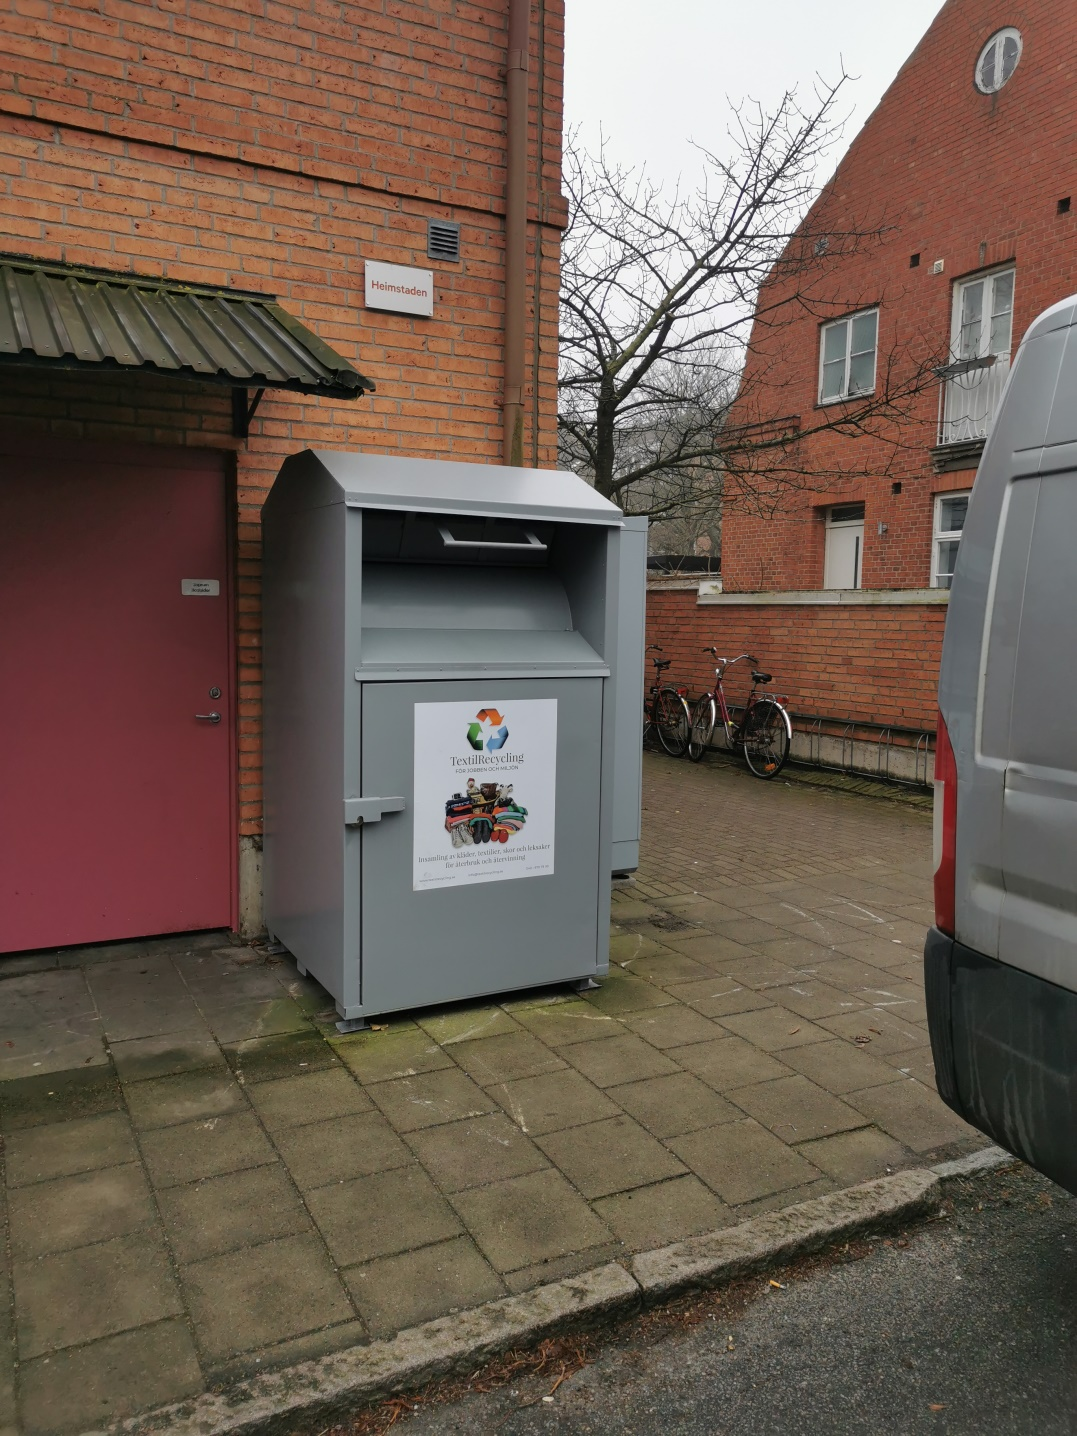 Heimstaden
TextilRecycling
FÖR JOBBEN OCH MILJÖN
Insamling av kläder, textilier, skor och leksaker
för återbruk och återvinning